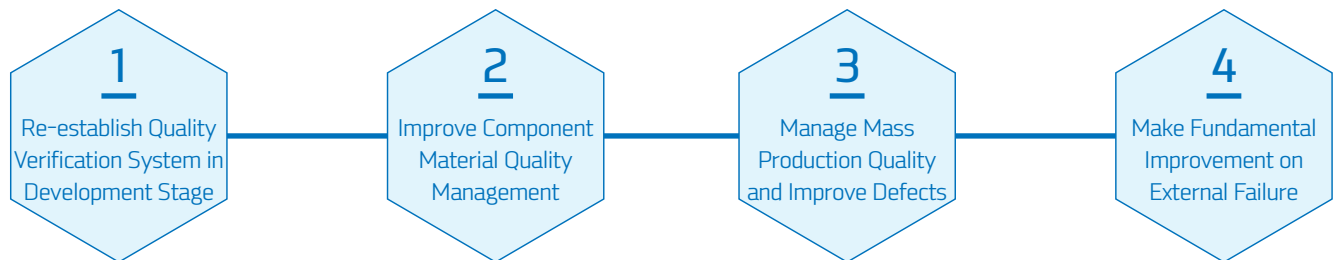 1
Re-establish Quality
Verification System in
Development Stage
2
Improve Component
Material Quality
Management
3
Manage Mass
Production Quality
and Improve Defects
4
Make Fundamental
Improvement on
External Failure